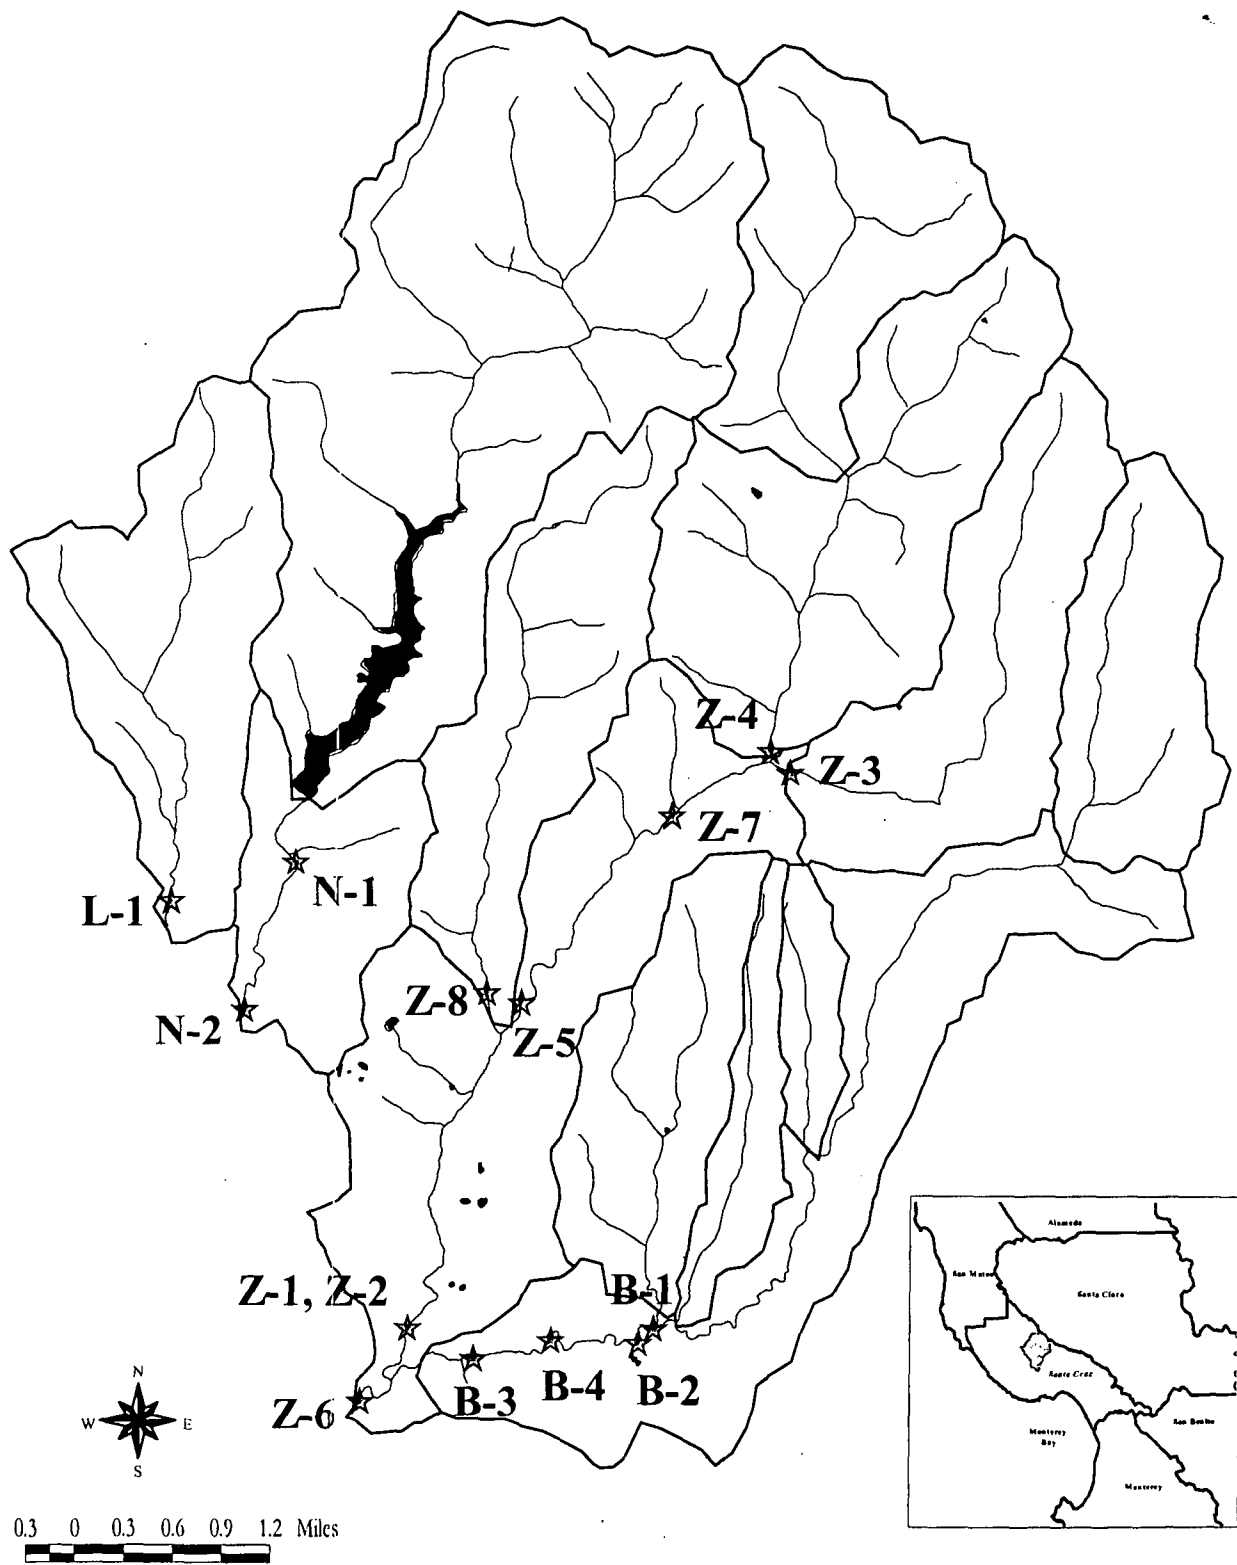 Z-4
Z-3
Z-7
N-1
L-1
Z-8
N-2
Z-5
Alameda
San Mateo
Santa Clara
Z-1, Z-2
B-1
Santa Cruz
B-3
B-4
B-2
Z-6
N
W E
S
San Benito
Monterey
Bay
Monterey
0.3 0 0.3 0.6 0.9 1.2 Miles